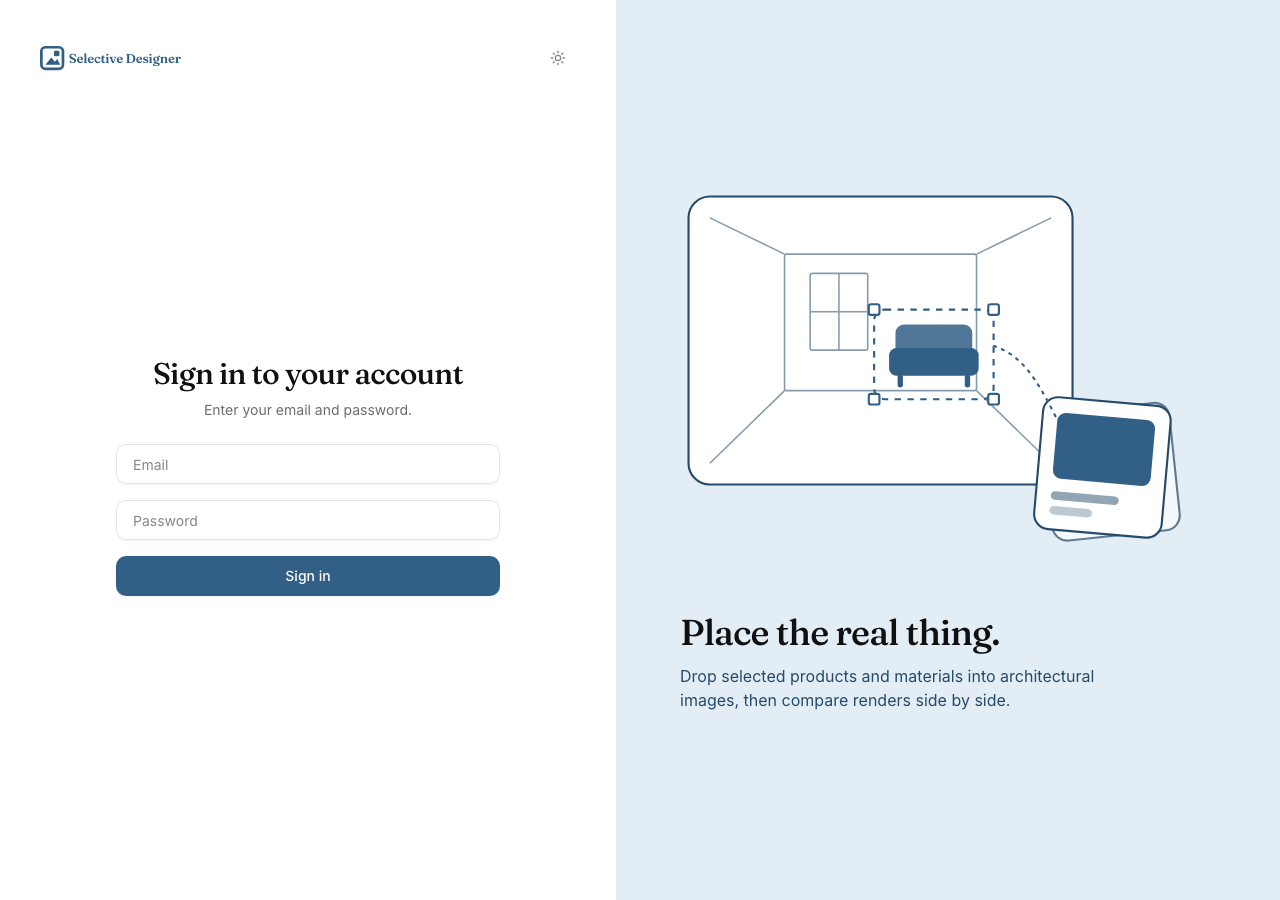 Selective Designer
Sign in to your account
Enter your email and password.
Email
Password
Sign in
Place the real thing.
Drop selected products and materials into architectural
images, then compare renders side by side.